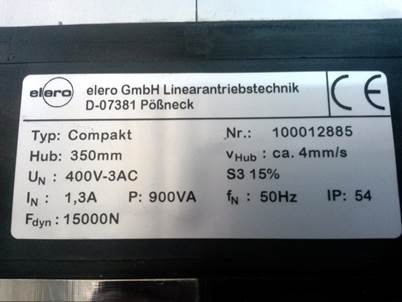 elero elero GmbH Linearantriebstechnik
D-07381 Pößneck CE
Typ: Compakt Nr.: 100012885
Hub: 350mm vHub : ca. 4mm/s
UN : 400V-3AC S3 15%
IN : 1,3A P: 900VA fN : 50Hz IP: 54
Fdyn : 15000N